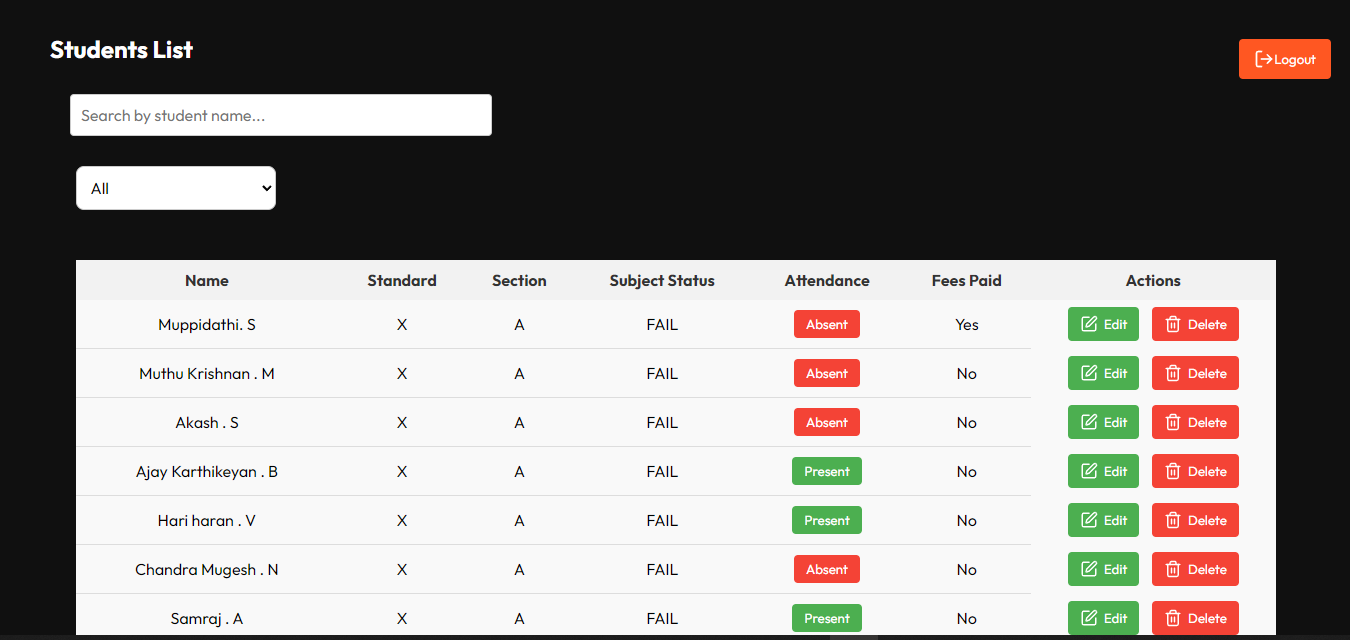 Students List
Logout
Search by student name...
All
Name Standard Section Subject Status Attendance Fees Paid Actions
Muppidathi. S X A FAIL Absent Yes Edit Delete
Muthu Krishnan . M X A FAIL Absent No Edit Delete
Akash . S X A FAIL Absent No Edit Delete
Ajay Karthikeyan . B X A FAIL Present No Edit Delete
Hari haran . V X A FAIL Present No Edit Delete
Chandra Mugesh . N X A FAIL Absent No Edit Delete
Samraj . A X A FAIL Present No Edit Delete